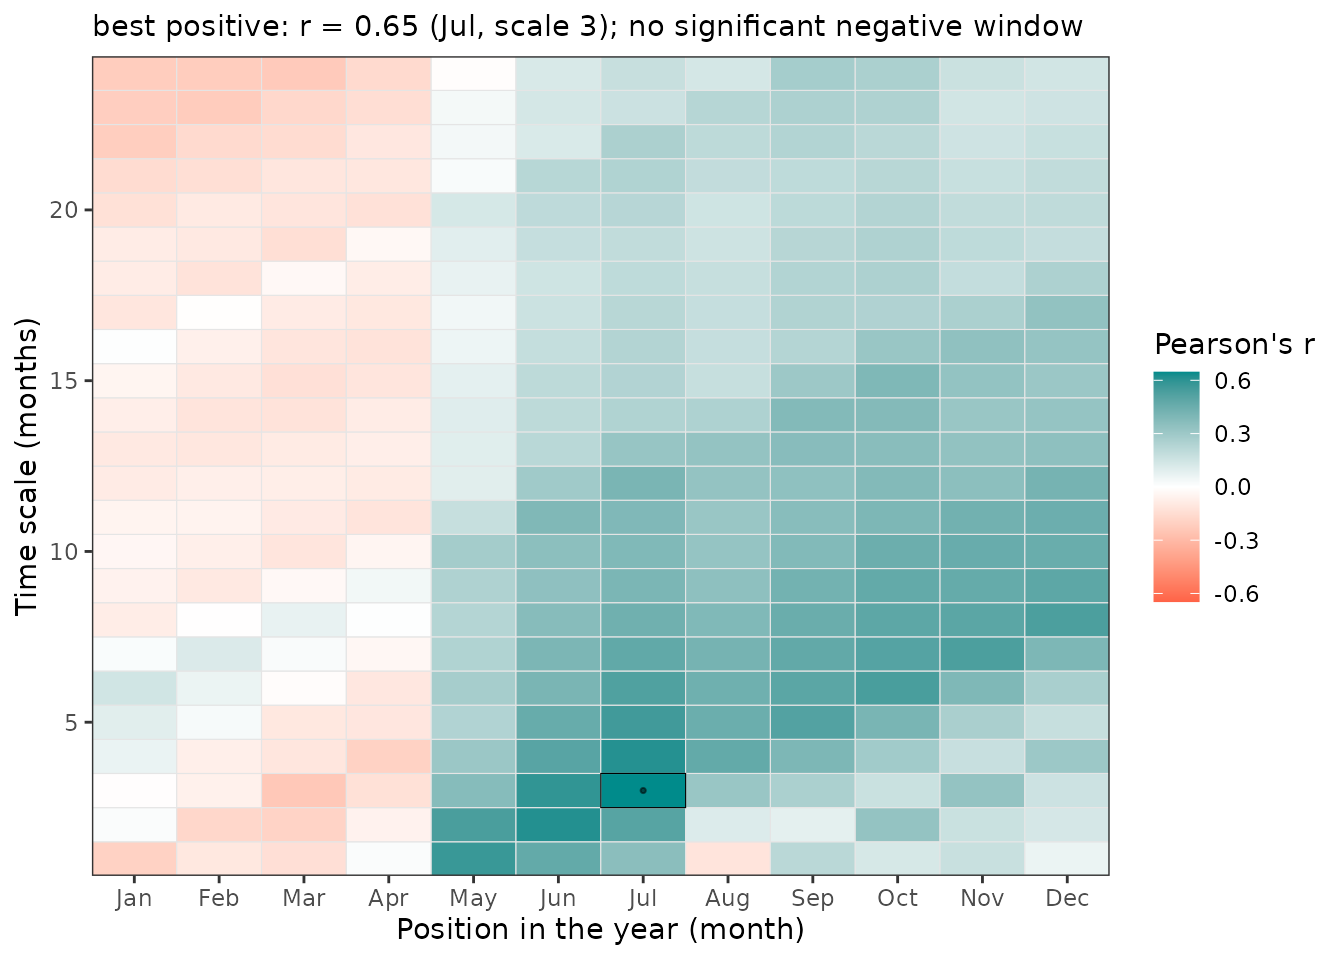 best positive: r = 0.65 (Jul, scale 3); no significant negative window
Time scale (months)
20
15
10
5
Jan Feb Mar Apr May Jun Jul Aug Sep Oct Nov Dec
Position in the year (month)
Pearson's r
0.6
0.3
0.0
-0.3
-0.6